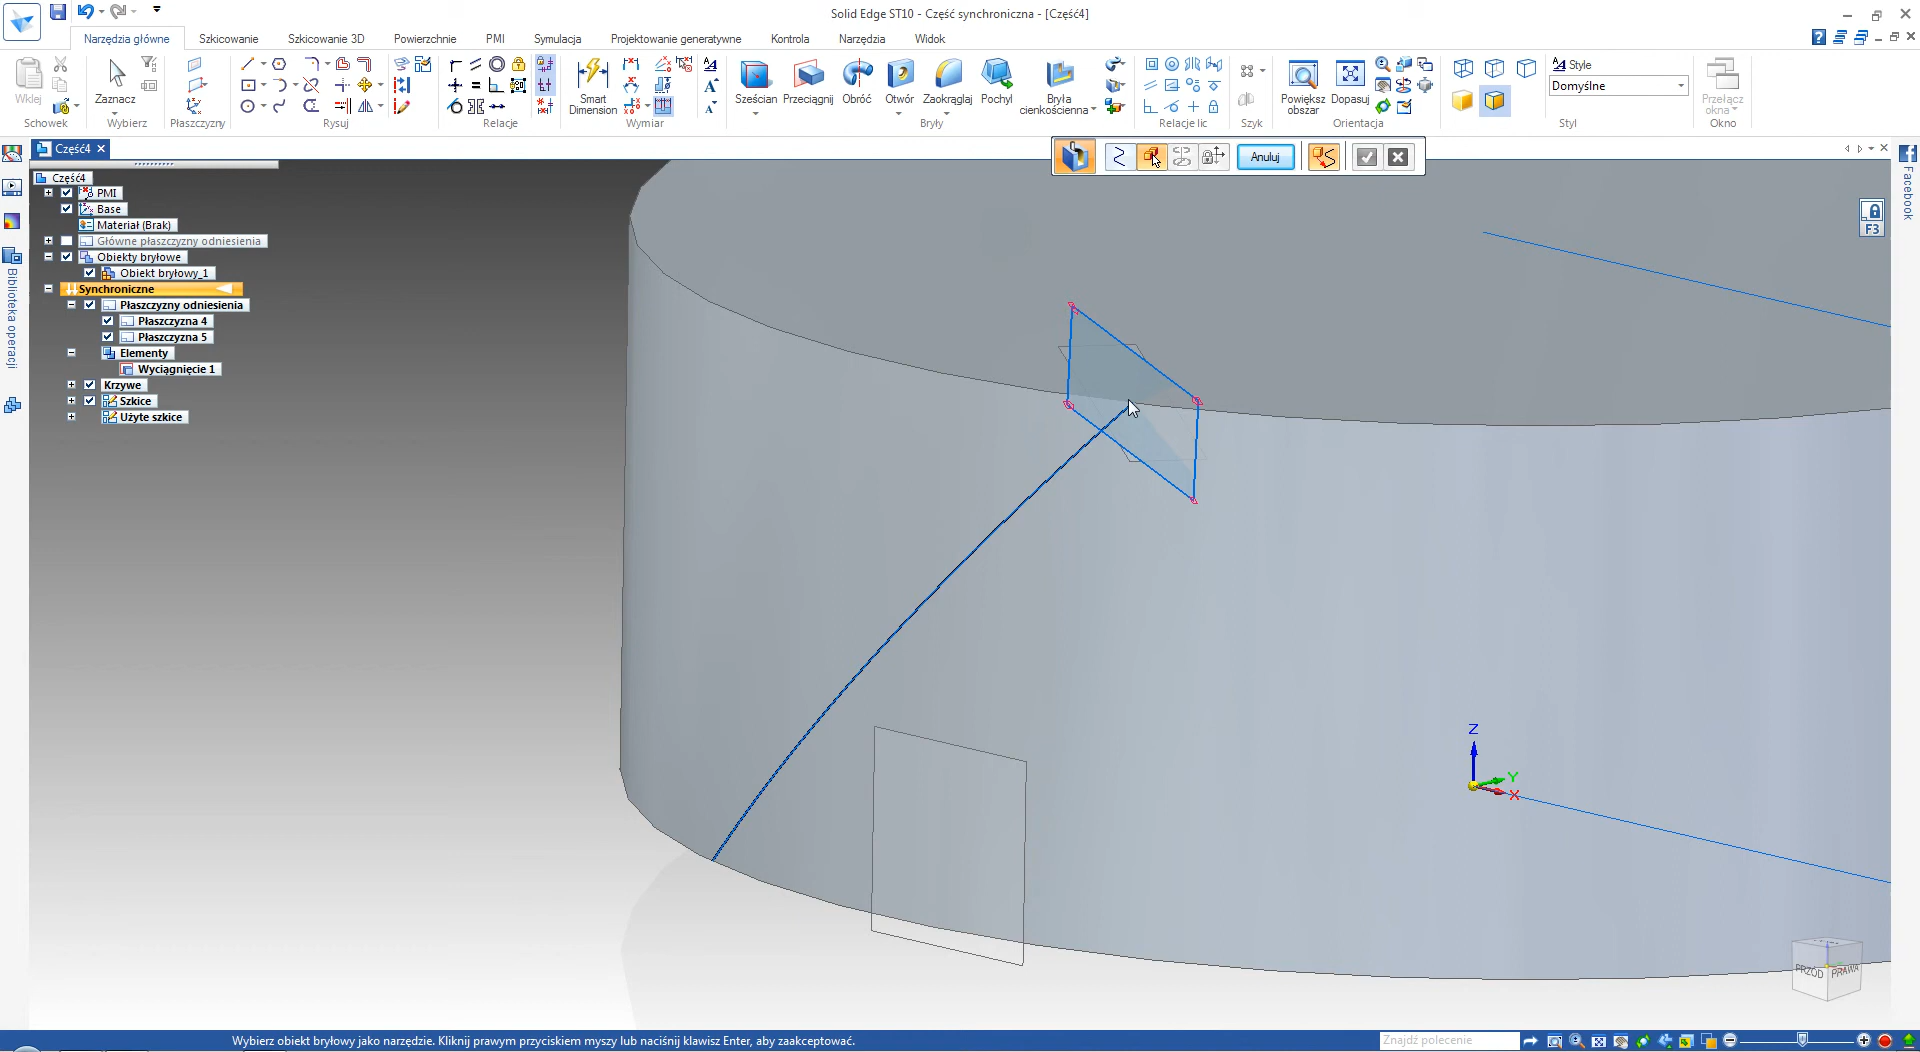 Solid Edge ST10 - Część synchroniczna - [Część4]
Narzędzia główne
Szkicowanie
Szkicowanie 3D
Powierzchnie
PMI
Symulacja
Projektowanie generatywne
Kontrola
Narzędzia
Widok
Wklej
Zaznacz
Smart Dimension
Sześcian
Przeciągnij
Obróć
Otwór
Zaokrąglaj
Pochyl
Bryła cienkościenna
Powiększ obszar
Dopasuj
Style
Domyślne
Przełącz okna
Schowek
Wybierz
Płaszczyzny
Rysuj
Relacje
Wymiar
Bryły
Relacje lic
Szyk
Orientacja
Styl
Okno
Część4
Anuluj
Część4
PMI
Base
Materiał (Brak)
Główne płaszczyzny odniesienia
Obiekty bryłowe
Obiekt bryłowy_1
Synchroniczne
Płaszczyzny odniesienia
Płaszczyzna 4
Płaszczyzna 5
Elementy
Wyciągnięcie 1
Krzywe
Szkice
Użyte szkice
Biblioteka operacji
Facebook
F3
Z
Y
X
PRZÓD
PRAWA
Wybierz obiekt bryłowy jako narzędzie. Kliknij prawym przyciskiem myszy lub naciśnij klawisz Enter, aby zaakceptować.
Znajdź polecenie